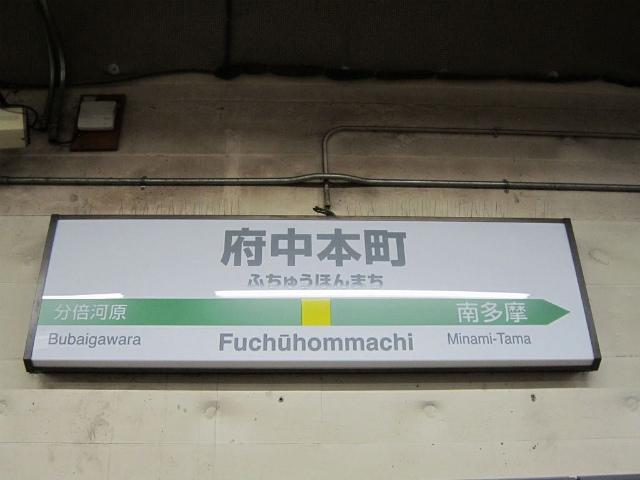 府中本町
ふちゅうほんまち
分倍河原 南多摩
Bubaigawara Fuchūhommachi Minami-Tama